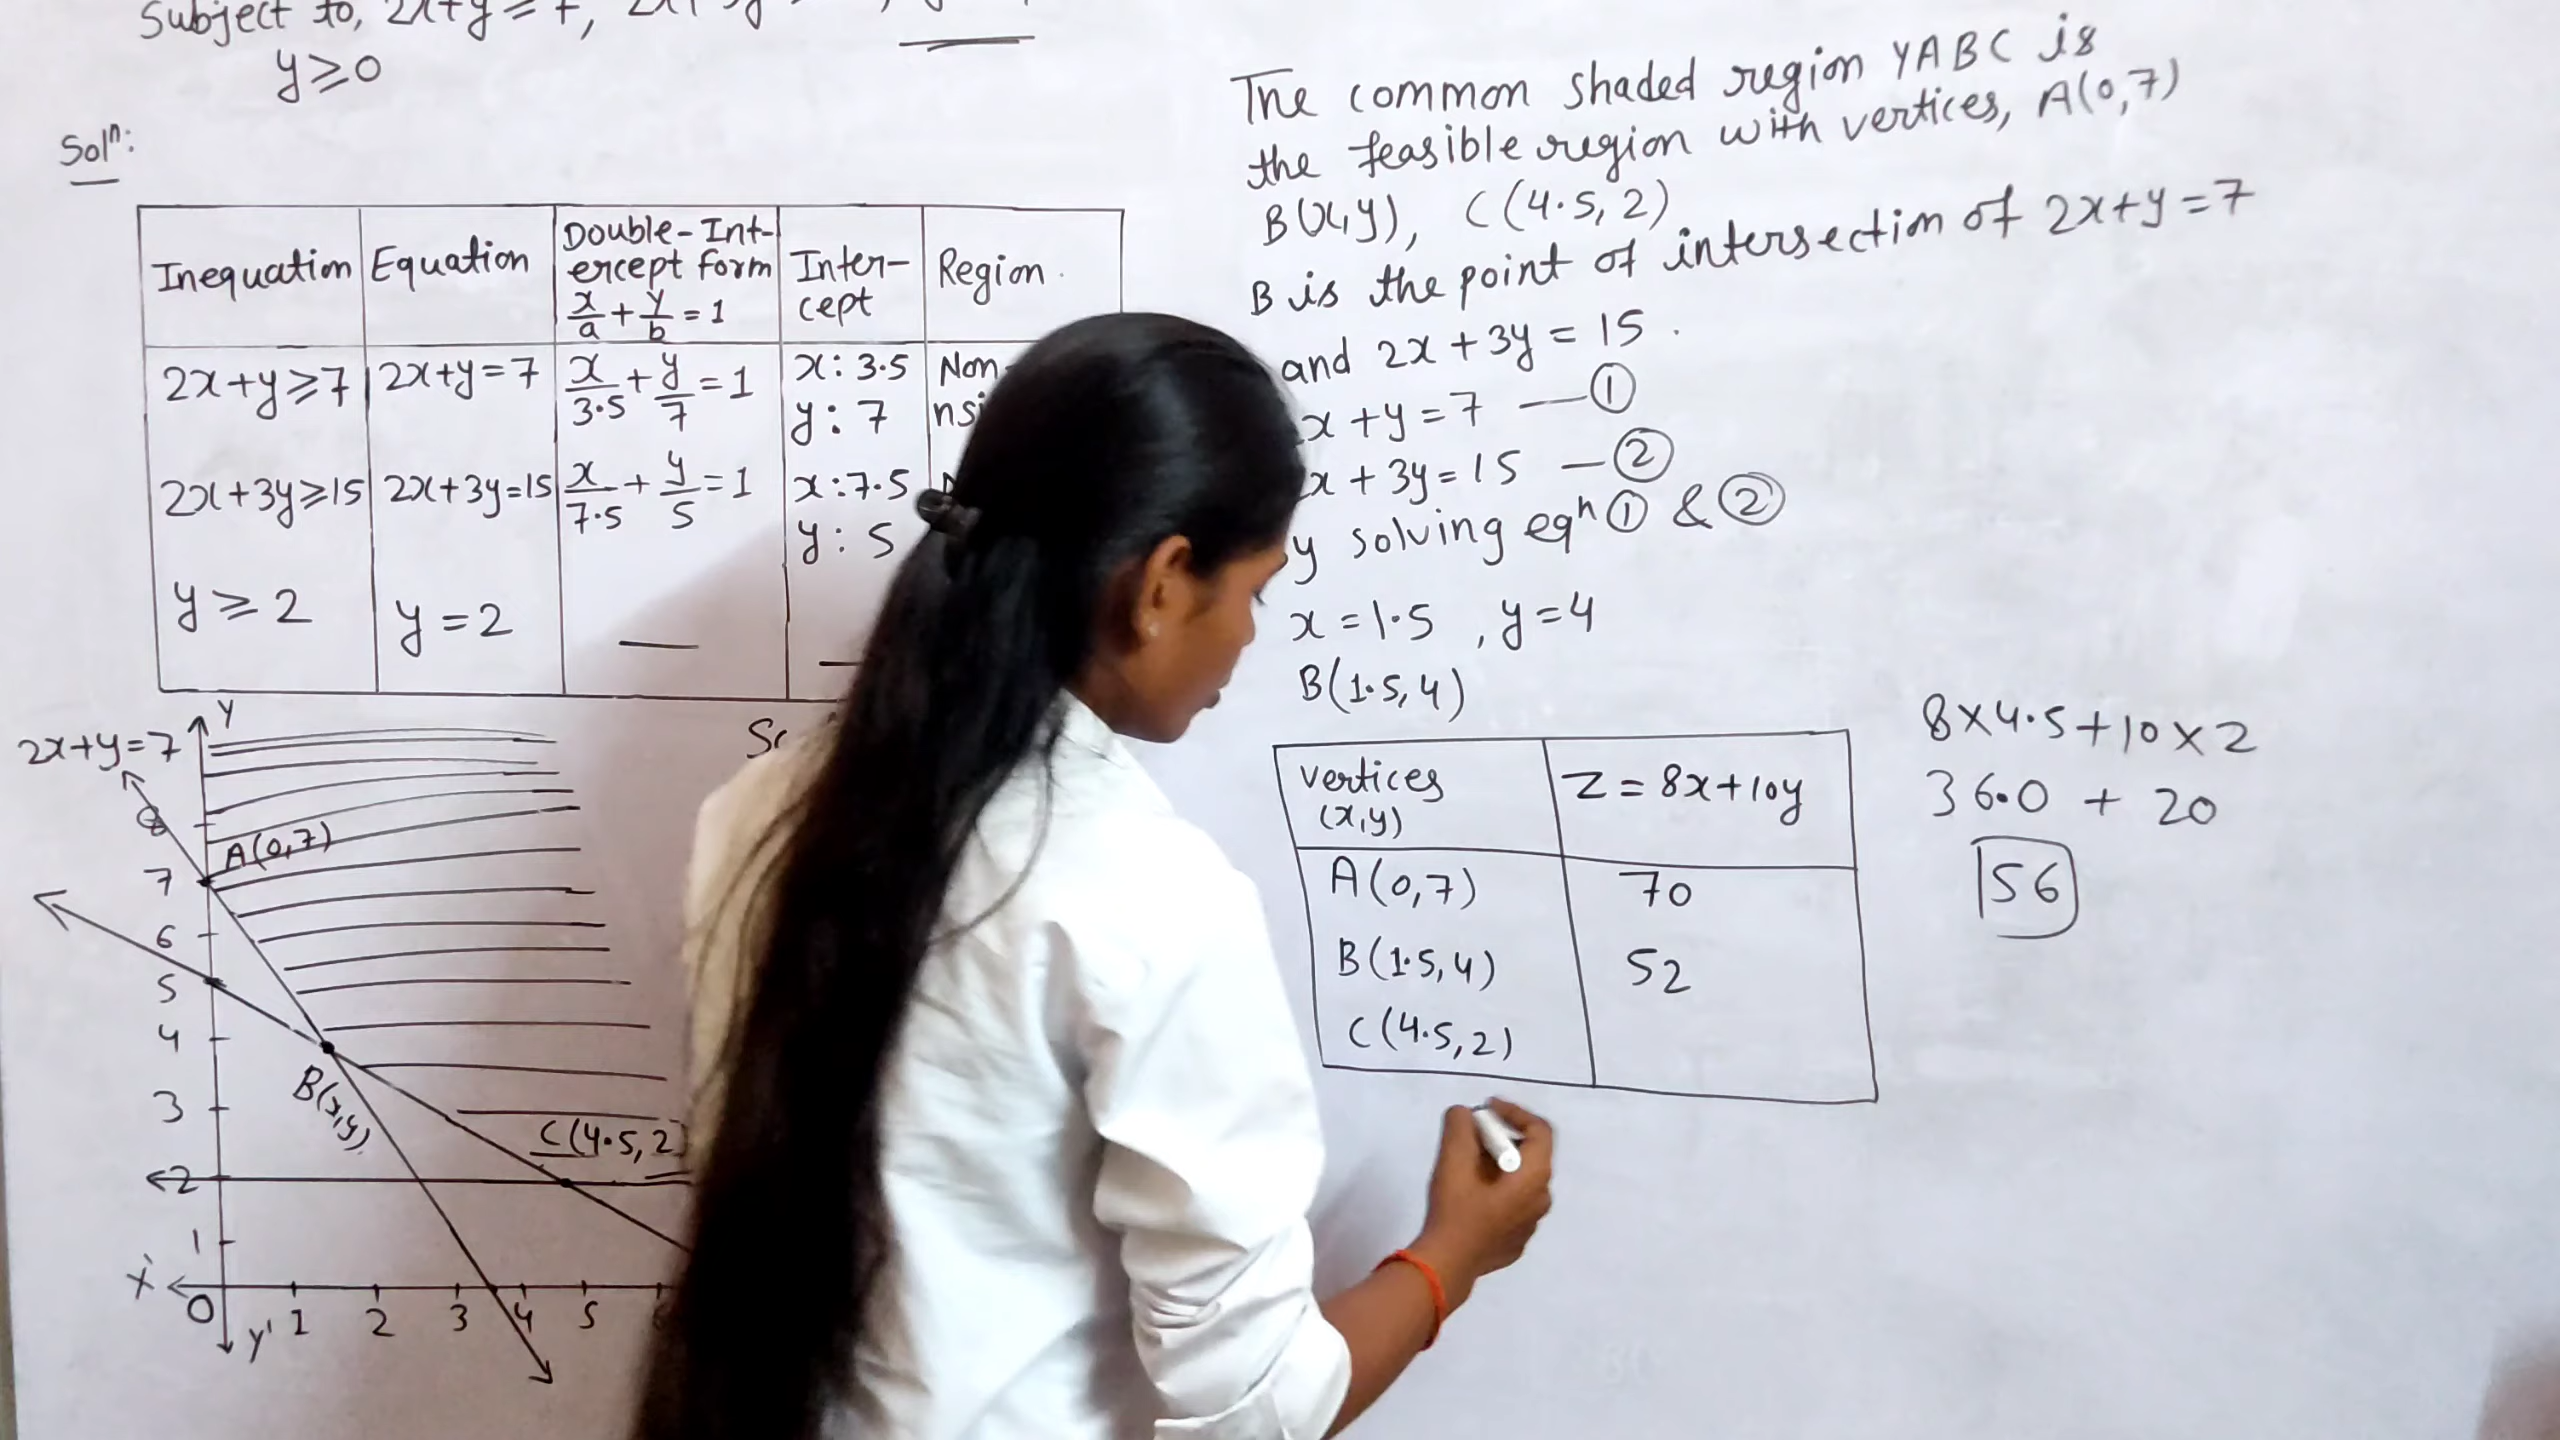 Subject to, 2x+y≥7,
y≥0
Solⁿ:
Inequation
Equation
Double-Int-
ercept form
x/a + y/b = 1
Inter-
cept
Region
2x+y≥7
2x+y=7
x/3.5 + y/7 = 1
x: 3.5
y: 7
Non
2x+3y≥15
2x+3y=15
x/7.5 + y/5 = 1
x: 7.5
y: 5
y≥2
y=2
—
—
Y
2x+y=7
8
A(0,7)
7
6
5
4
B(x,y)
3
C(4.5,2)
2
1
X'
O
Y'
1 2 3 4 5 6
The common shaded region YABC is
the feasible region with vertices, A(0,7)
B(x,y), C(4.5,2)
B is the point of intersection of 2x+y=7
and 2x+3y=15.
x+y=7 —①
x+3y=15 —②
y solving eqⁿ ① & ②
x=1.5, y=4
B(1.5,4)
vertices
(x,y)
Z=8x+10y
A(0,7) 70
B(1.5,4) 52
C(4.5,2)
8×4.5+10×2
36.0 + 20
56